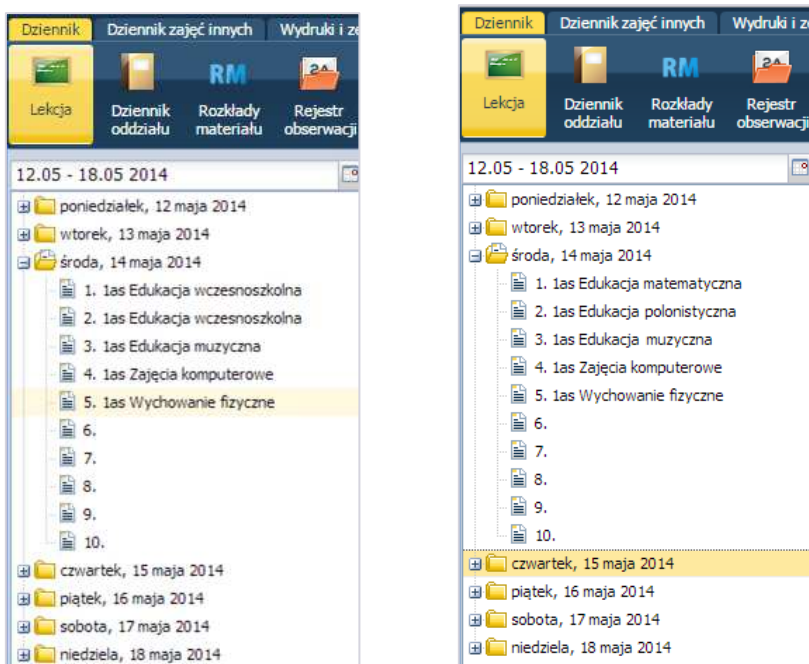 Dziennik Dziennik zajęć innych Wydruki i ze
RM
Lekcja Dziennik oddziału Rozkłady materiału Rejestr obserwacji
12.05 - 18.05 2014
poniedziałek, 12 maja 2014
wtorek, 13 maja 2014
środa, 14 maja 2014
1. 1as Edukacja wczesnoszkolna
2. 1as Edukacja wczesnoszkolna
3. 1as Edukacja muzyczna
4. 1as Zajęcia komputerowe
5. 1as Wychowanie fizyczne
6.
7.
8.
9.
10.
czwartek, 15 maja 2014
piątek, 16 maja 2014
sobota, 17 maja 2014
niedziela, 18 maja 2014
Dziennik Dziennik zajęć innych Wydruki i z
RM
Lekcja Dziennik oddziału Rozkłady materiału Rejestr obserwacji
12.05 - 18.05 2014
poniedziałek, 12 maja 2014
wtorek, 13 maja 2014
środa, 14 maja 2014
1. 1as Edukacja matematyczna
2. 1as Edukacja polonistyczna
3. 1as Edukacja muzyczna
4. 1as Zajęcia komputerowe
5. 1as Wychowanie fizyczne
6.
7.
8.
9.
10.
czwartek, 15 maja 2014
piątek, 16 maja 2014
sobota, 17 maja 2014
niedziela, 18 maja 2014